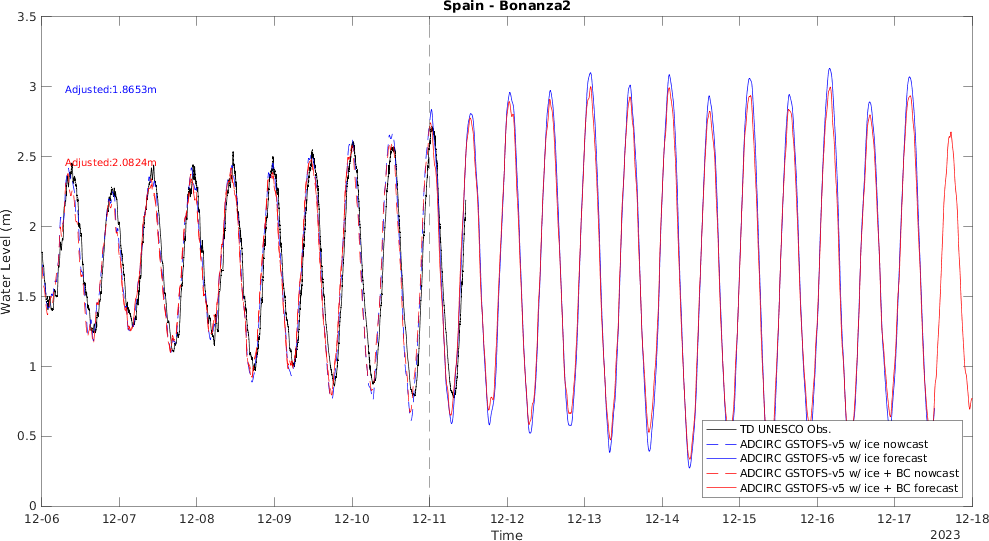 Spain - Bonanza2
3.5
3
2.5
2
1.5
1
0.5
0
Water Level (m)
Adjusted:1.8653m
Adjusted:2.0824m
TD UNESCO Obs.
ADCIRC GSTOFS-v5 w/ ice nowcast
ADCIRC GSTOFS-v5 w/ ice forecast
ADCIRC GSTOFS-v5 w/ ice + BC nowcast
ADCIRC GSTOFS-v5 w/ ice + BC forecast
12-06 12-07 12-08 12-09 12-10 12-11 12-12 12-13 12-14 12-15 12-16 12-17 12-18
Time
2023